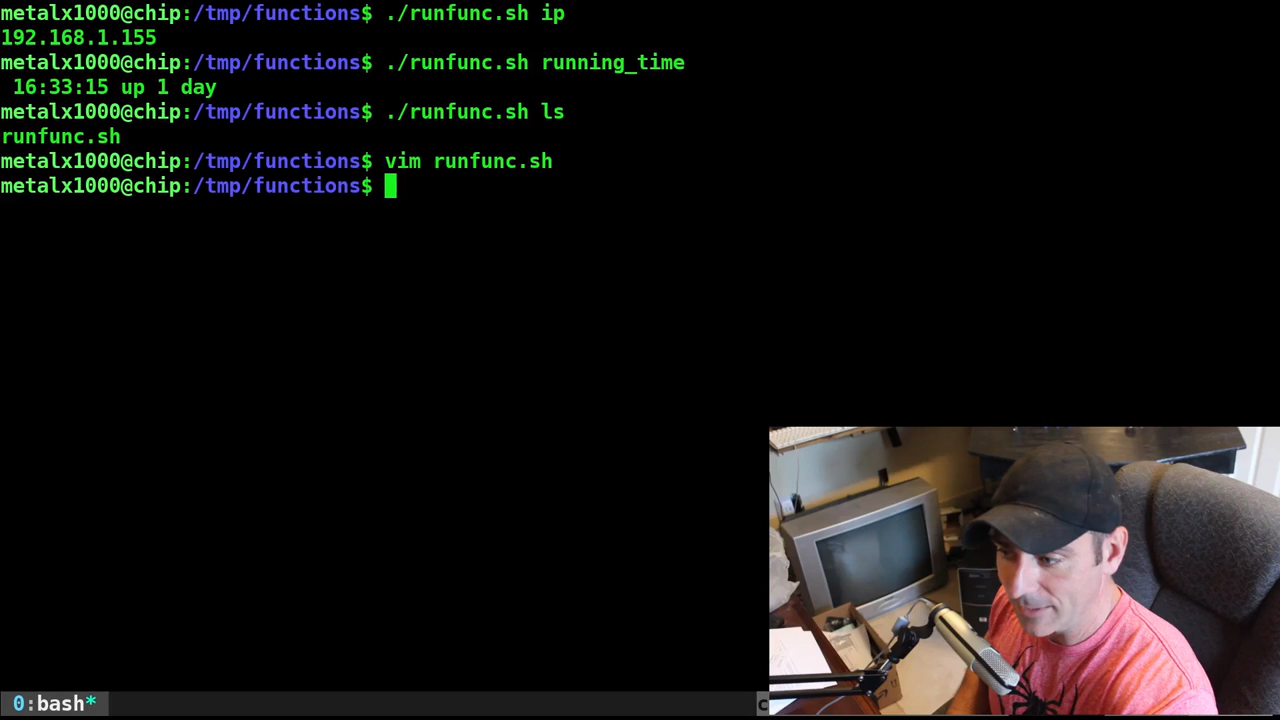 metalx1000@chip:/tmp/functions$ ./runfunc.sh ip
192.168.1.155
metalx1000@chip:/tmp/functions$ ./runfunc.sh running_time
 16:33:15 up 1 day
metalx1000@chip:/tmp/functions$ ./runfunc.sh ls
runfunc.sh
metalx1000@chip:/tmp/functions$ vim runfunc.sh
metalx1000@chip:/tmp/functions$
0:bash*
c